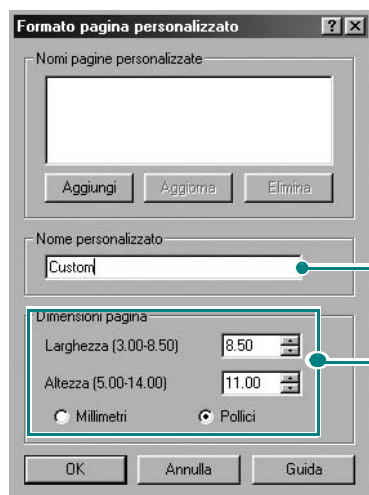 Formato pagina personalizzato ? X
Nomi pagine personalizzate
Aggiungi Aggiorna Elimina
Nome personalizzato
Custom
Dimensioni pagina
Larghezza (3.00-8.50) 8.50
Altezza (5.00-14.00) 11.00
Millimetri Pollici
OK Annulla Guida